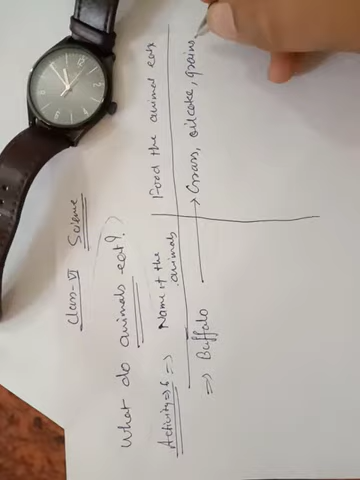 Class-VI Science
What do animals eat?
Activity⇒6 ⇒ Name of the animals Food the animal eats
⇒ Buffalo → Grass, oilcake, grains